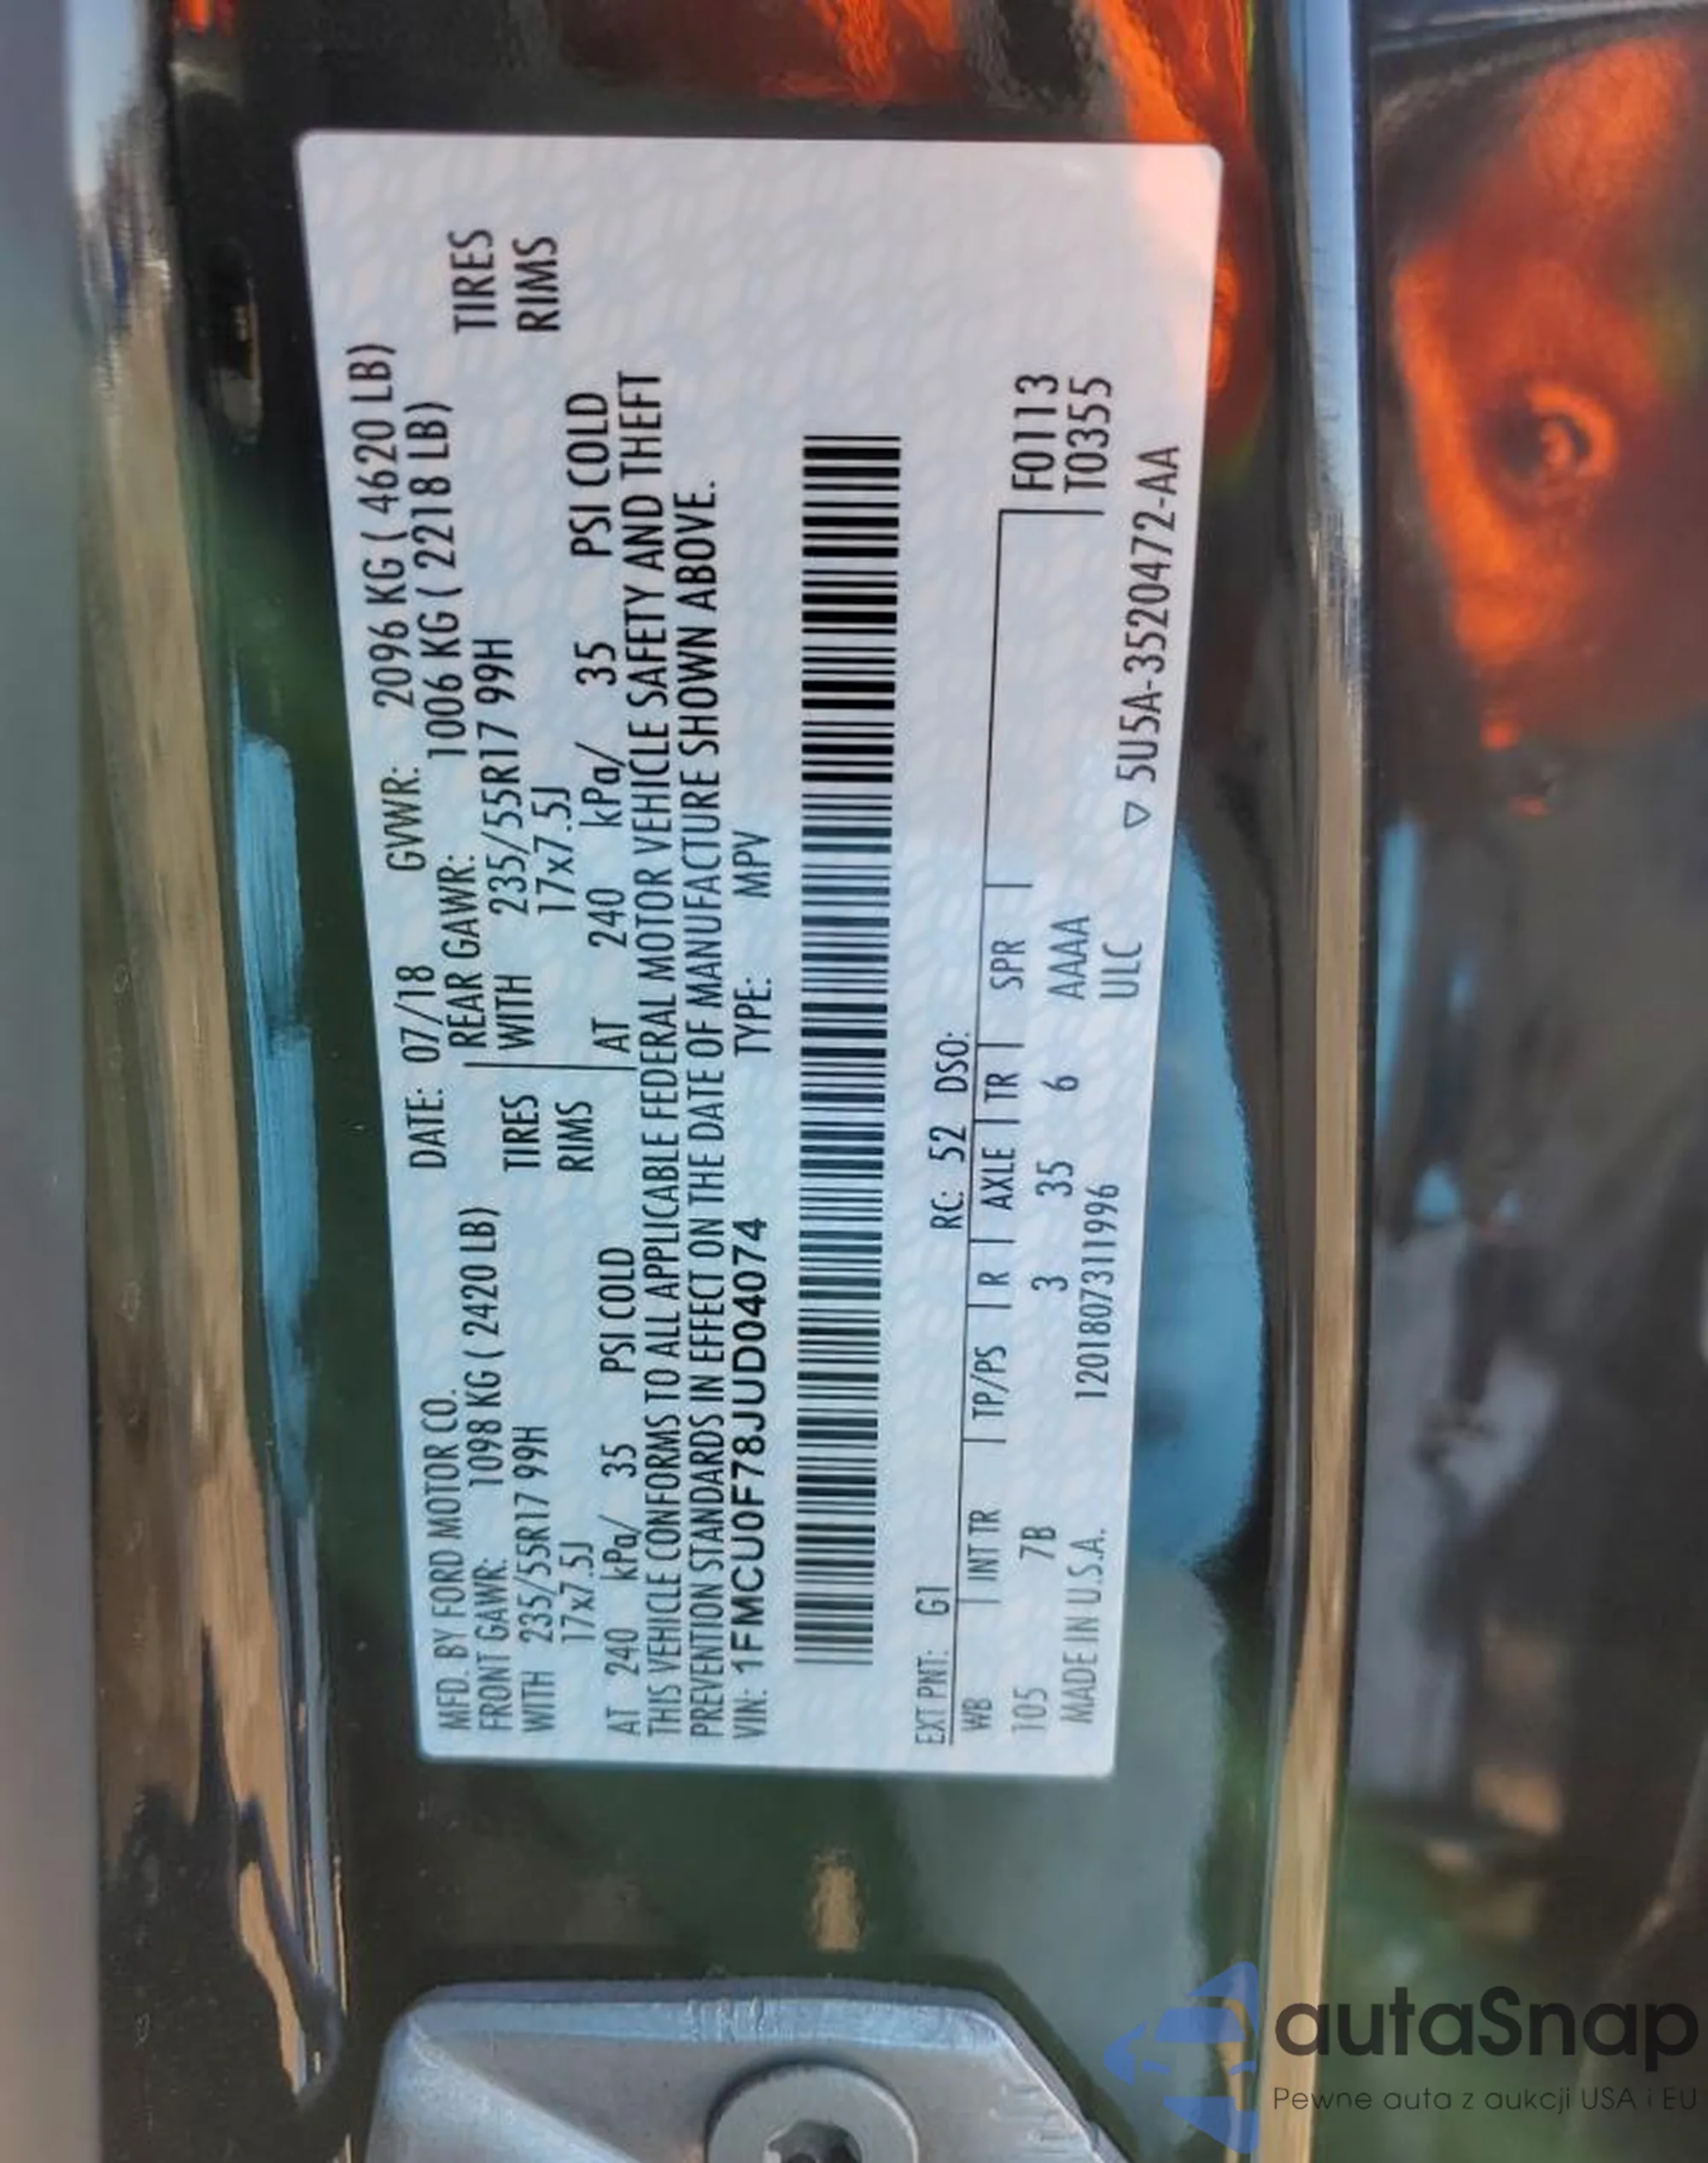 MFD. BY FORD MOTOR CO.
DATE: 07/18 GVWR: 2096 KG ( 4620 LB)
FRONT GAWR: 1098 KG ( 2420 LB)
REAR GAWR: 1006 KG ( 2218 LB)
WITH 235/55R17 99H TIRES
WITH 235/55R17 99H TIRES
17x7.5J RIMS
17x7.5J RIMS
AT 240 kPa/ 35 PSI COLD
AT 240 kPa/ 35 PSI COLD
THIS VEHICLE CONFORMS TO ALL APPLICABLE FEDERAL MOTOR VEHICLE SAFETY AND THEFT
PREVENTION STANDARDS IN EFFECT ON THE DATE OF MANUFACTURE SHOWN ABOVE.
VIN: 1FMCU0F78JUD04074 TYPE: MPV
EXT PNT: G1 RC: 52 DSO:
WB INT TR TP/PS R AXLE TR SPR F0113
105 7B 3 35 6 AAAA T0355
MADE IN U.S.A. 1201807311996 ULC
▽ 5U5A-3520472-AA
autaSnap
Pewne auta z aukcji USA i EU